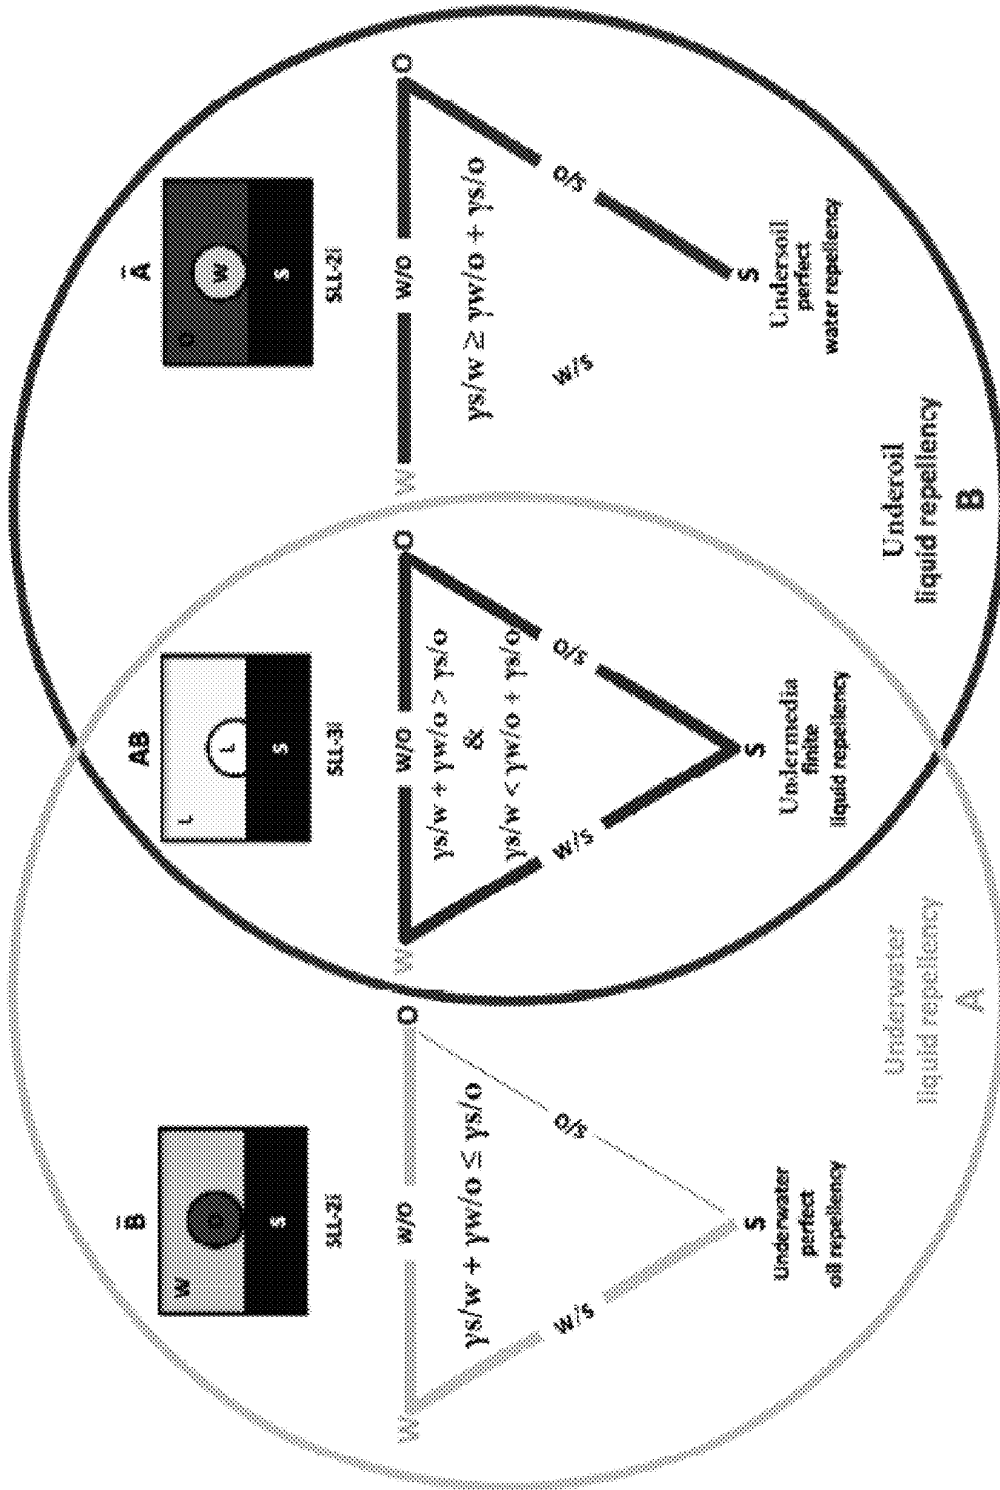 B̄
W
O
S
SLL-2i
W
W/O
O
γs/w + γw/o ≤ γs/o
W/S
S/O
S
Underwater
perfect
oil repellency
AB
L
L
S
SLL-3i
W
W/O
O
γs/w + γw/o > γs/o
&
γs/w < γw/o + γs/o
W/S
S/O
S
Undermedia
finite
liquid repellency
Ā
O
W
S
SLL-2i
W
W/O
O
γs/w ≥ γw/o + γs/o
W/S
S/O
S
Undersoil
perfect
water repellency
Underwater
liquid repellency
A
Underoil
liquid repellency
B